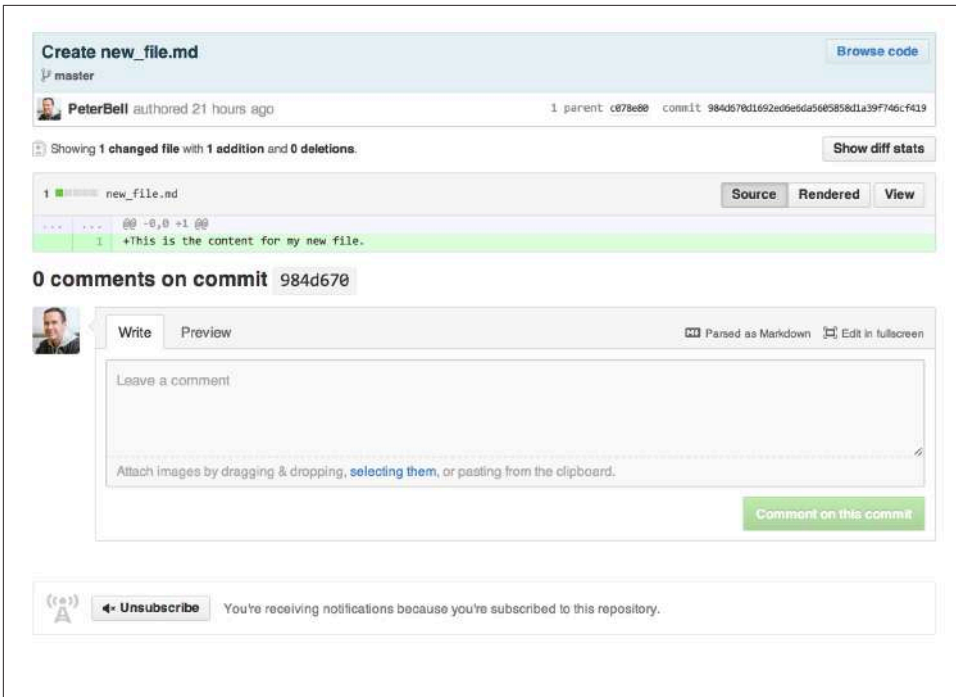 Create new_file.md
Browse code
master
PeterBell authored 21 hours ago
1 parent c078e80 commit 984d670d1692ed6e6da5605858d1a39f746cf419
Showing 1 changed file with 1 addition and 0 deletions.
Show diff stats
1 new_file.md
Source Rendered View
... ... @@ -0,0 +1 @@
1 +This is the content for my new file.
0 comments on commit 984d670
Write Preview
Parsed as Markdown Edit in fullscreen
Leave a comment
Attach images by dragging & dropping, selecting them, or pasting from the clipboard.
Comment on this commit
Unsubscribe You're receiving notifications because you're subscribed to this repository.